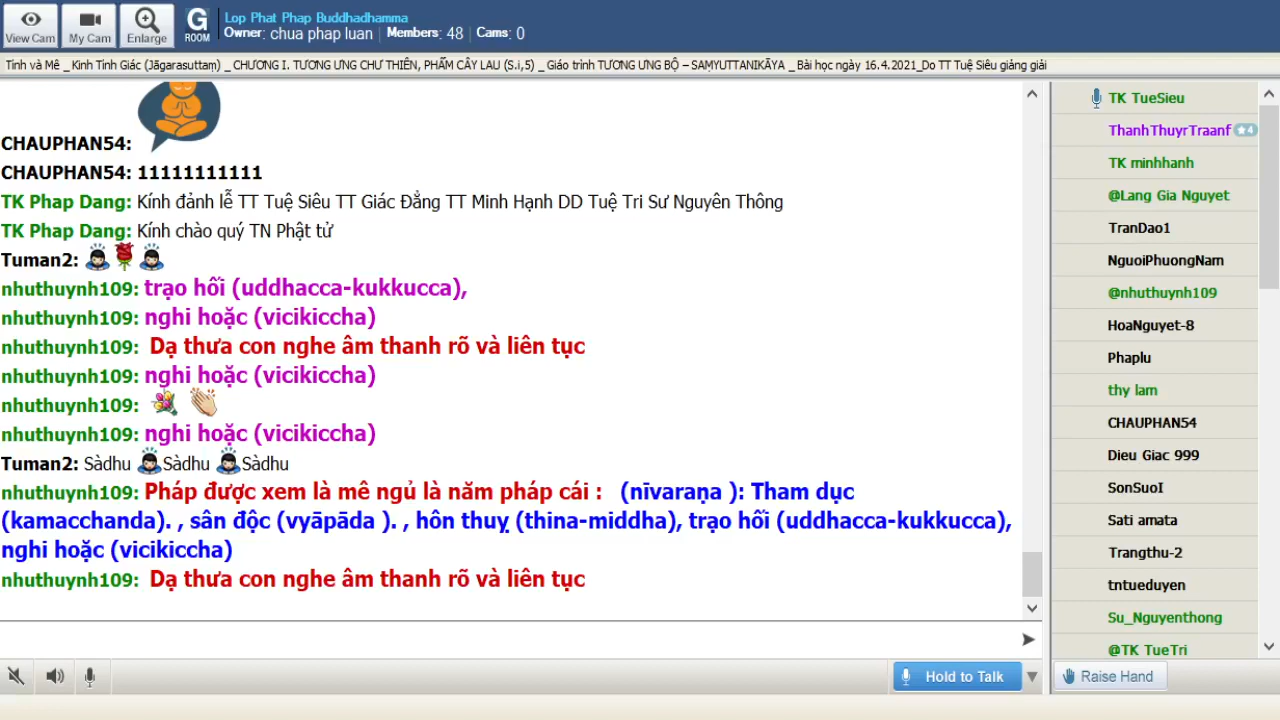 View Cam
My Cam
Enlarge
G
ROOM
Lop Phat Phap Buddhadhamma
Owner: chua phap luan | Members: 48 | Cams: 0
Tỉnh và Mê _ Kinh Tỉnh Giác (Jāgarasuttaṃ) _ CHƯƠNG I. TƯƠNG ƯNG CHƯ THIÊN, PHẨM CÂY LAU (S.i,5) _ Giáo trình TƯƠNG ƯNG BỘ – SAṂYUTTANIKĀYA _ Bài học ngày 16.4.2021_Do TT Tuệ Siêu giảng giải
CHAUPHAN54:
CHAUPHAN54: 11111111111
TK Phap Dang: Kính đảnh lễ TT Tuệ Siêu TT Giác Đẳng TT Minh Hạnh DD Tuệ Tri Sư Nguyên Thông
TK Phap Dang: Kính chào quý TN Phật tử
Tuman2:
nhuthuynh109: trạo hối (uddhacca-kukkucca),
nhuthuynh109: nghi hoặc (vicikiccha)
nhuthuynh109: Dạ thưa con nghe âm thanh rõ và liên tục
nhuthuynh109: nghi hoặc (vicikiccha)
nhuthuynh109:
nhuthuynh109: nghi hoặc (vicikiccha)
Tuman2: Sàdhu Sàdhu Sàdhu
nhuthuynh109: Pháp được xem là mê ngủ là năm pháp cái : (nīvaraṇa ): Tham dục
(kamacchanda). , sân độc (vyāpāda ). , hôn thuỵ (thina-middha), trạo hối (uddhacca-kukkucca),
nghi hoặc (vicikiccha)
nhuthuynh109: Dạ thưa con nghe âm thanh rõ và liên tục
Hold to Talk
TK TueSieu
ThanhThuyrTraanf 4
TK minhhanh
@Lang Gia Nguyet
TranDao1
NguoiPhuongNam
@nhuthuynh109
HoaNguyet-8
Phaplu
thy lam
CHAUPHAN54
Dieu Giac 999
SonSuoI
Sati amata
Trangthu-2
tntueduyen
Su_Nguyenthong
@TK TueTri
Raise Hand